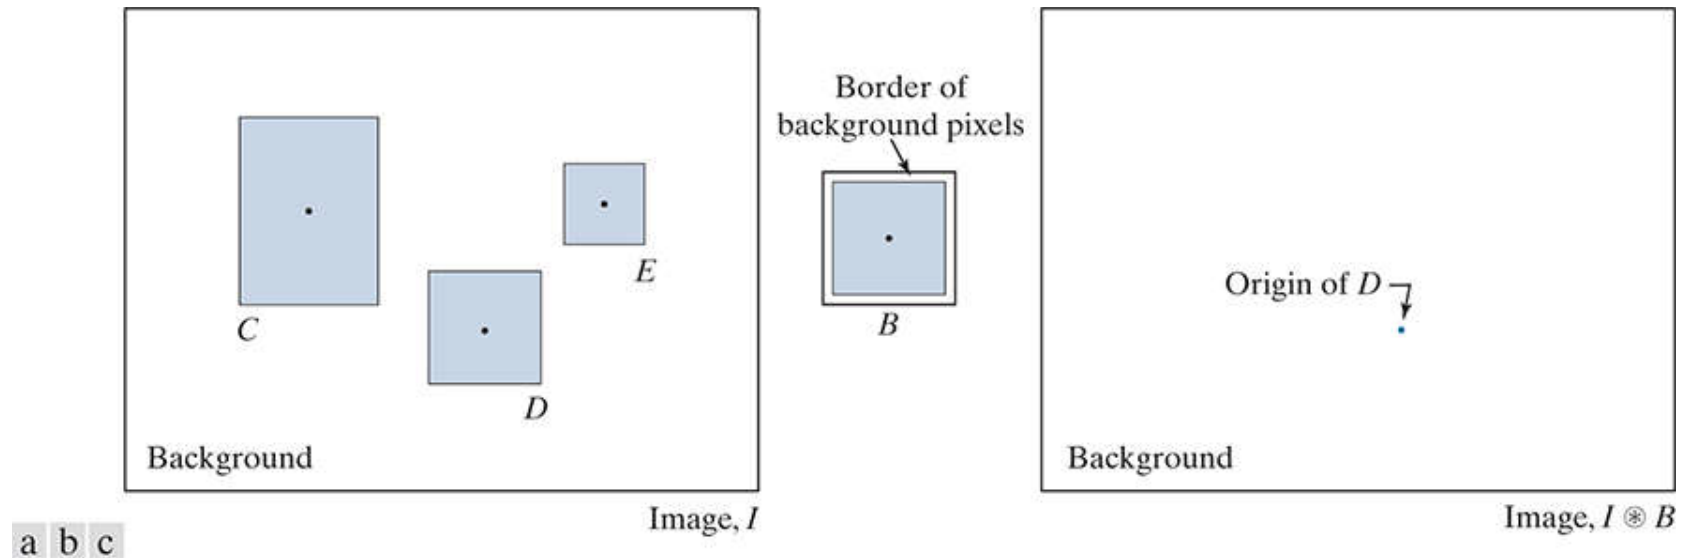 Border of
background pixels
C
D
E
Background
Image, I
B
Origin of D
Background
Image, I ⊛ B
a b c